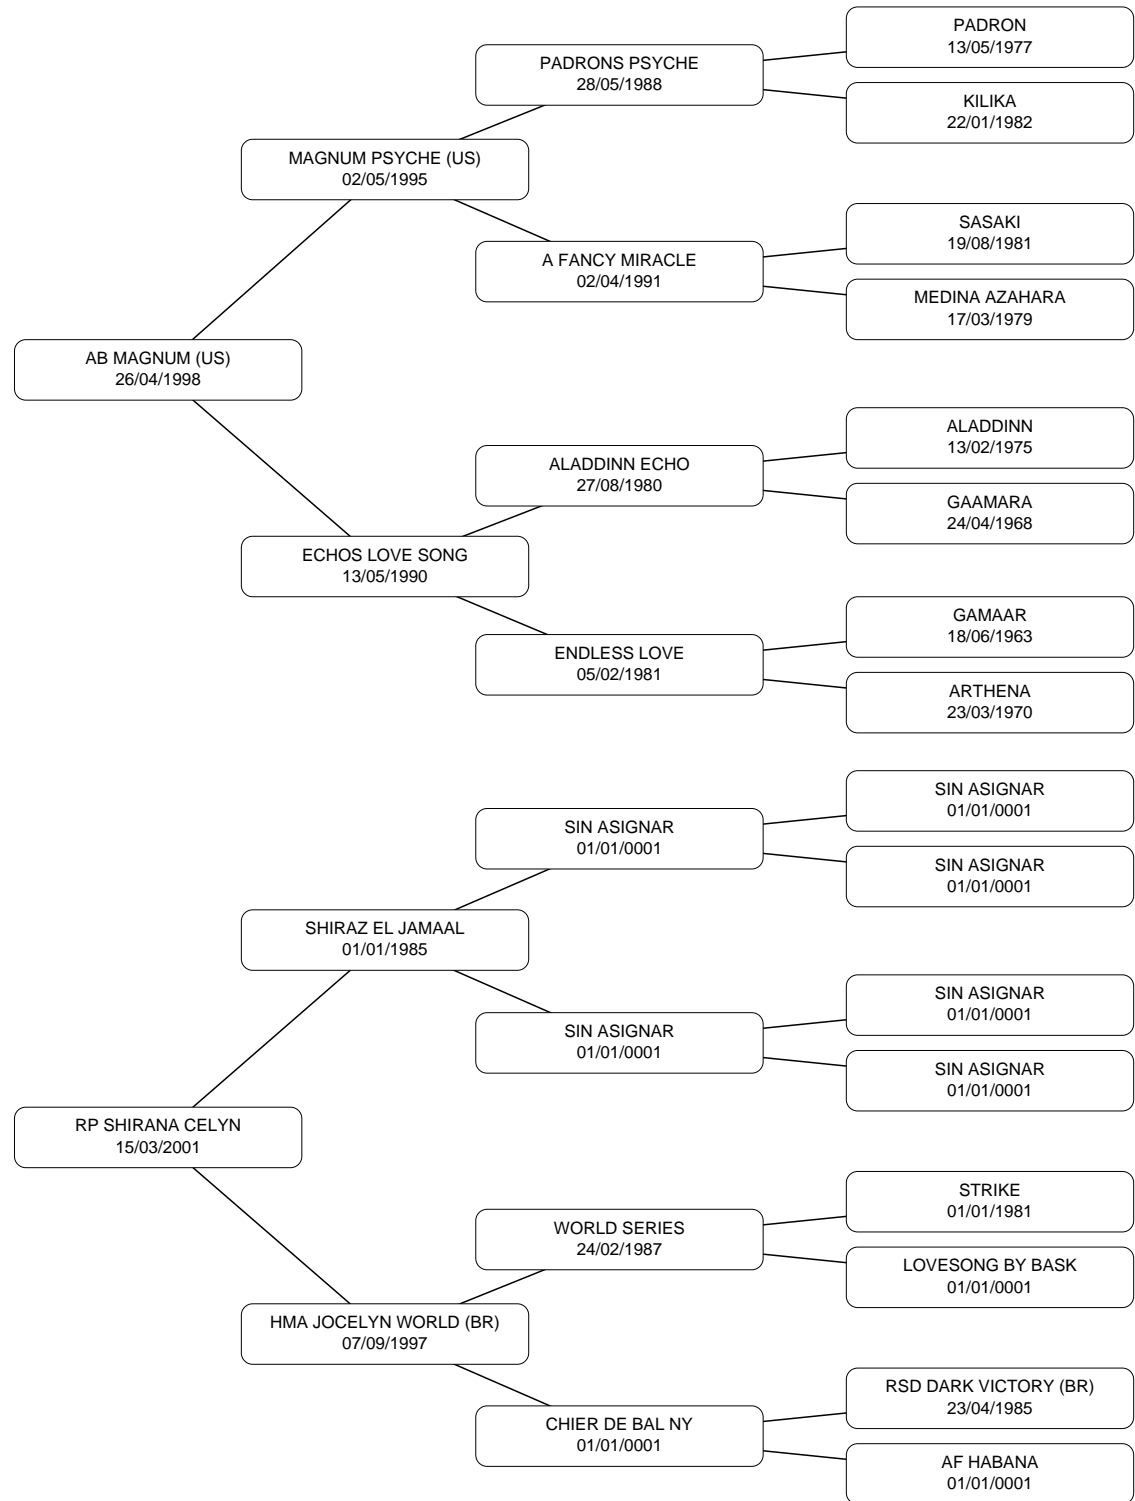 PADRON
13/05/1977
PADRONS PSYCHE
28/05/1988
KILIKA
22/01/1982
MAGNUM PSYCHE (US)
02/05/1995
SASAKI
19/08/1981
A FANCY MIRACLE
02/04/1991
MEDINA AZAHARA
17/03/1979
AB MAGNUM (US)
26/04/1998
ALADDINN
13/02/1975
ALADDINN ECHO
27/08/1980
GAAMARA
24/04/1968
ECHOS LOVE SONG
13/05/1990
GAMAAR
18/06/1963
ENDLESS LOVE
05/02/1981
ARTHENA
23/03/1970
SIN ASIGNAR
01/01/0001
SIN ASIGNAR
01/01/0001
SIN ASIGNAR
01/01/0001
SHIRAZ EL JAMAAL
01/01/1985
SIN ASIGNAR
01/01/0001
SIN ASIGNAR
01/01/0001
SIN ASIGNAR
01/01/0001
RP SHIRANA CELYN
15/03/2001
STRIKE
01/01/1981
WORLD SERIES
24/02/1987
LOVESONG BY BASK
01/01/0001
HMA JOCELYN WORLD (BR)
07/09/1997
RSD DARK VICTORY (BR)
23/04/1985
CHIER DE BAL NY
01/01/0001
AF HABANA
01/01/0001